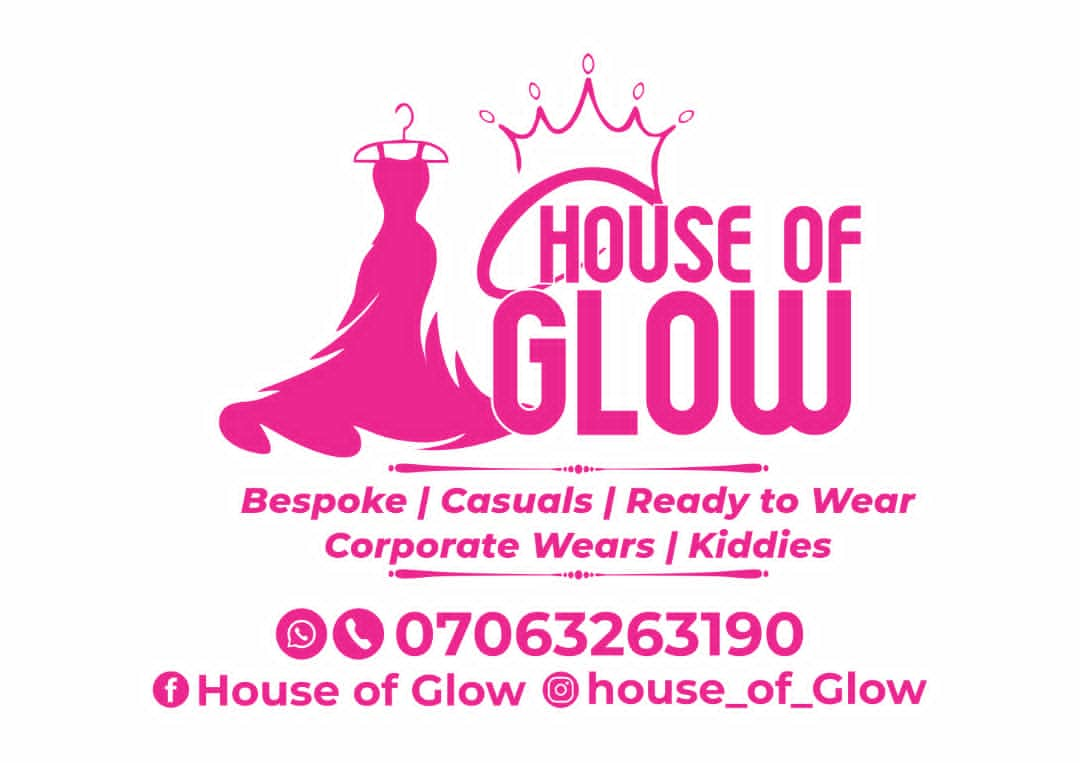 HOUSE OF
GLOW
Bespoke | Casuals | Ready to Wear
Corporate Wears | Kiddies
07063263190
House of Glow house_of_Glow